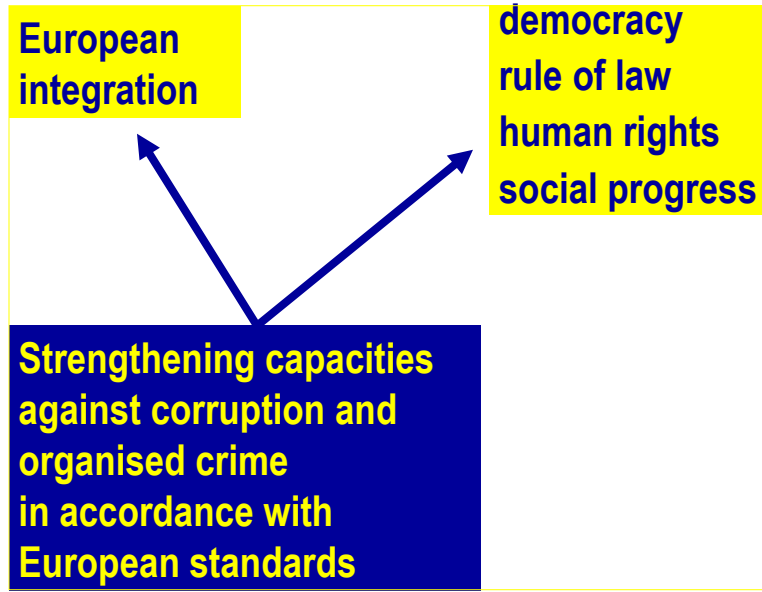 European
integration
democracy
rule of law
human rights
social progress
Strengthening capacities
against corruption and
organised crime
in accordance with
European standards